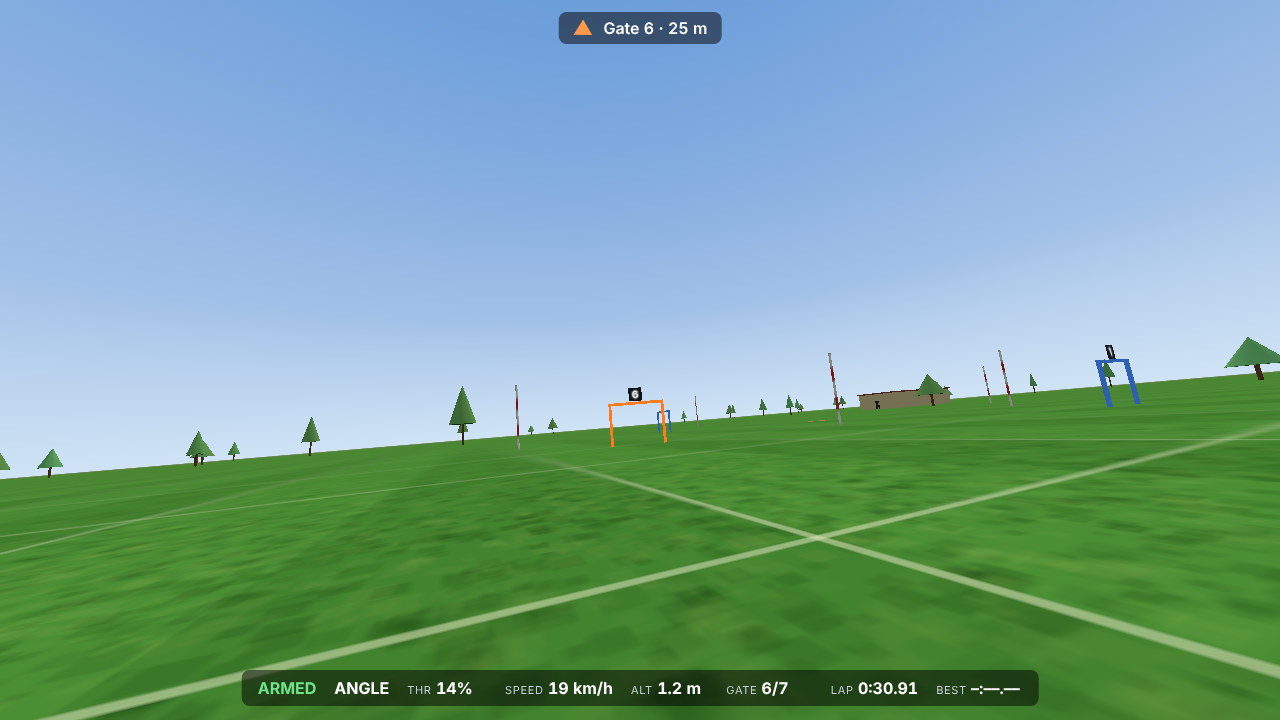 Gate 6 · 25 m
6
ARMED ANGLE THR 14% SPEED 19 km/h ALT 1.2 m GATE 6/7 LAP 0:30.91 BEST –:––.––